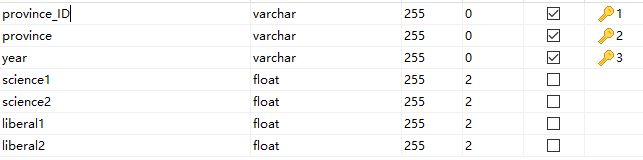 province_ID varchar 255 0 1
province varchar 255 0 2
year varchar 255 0 3
science1 float 255 2
science2 float 255 2
liberal1 float 255 2
liberal2 float 255 2